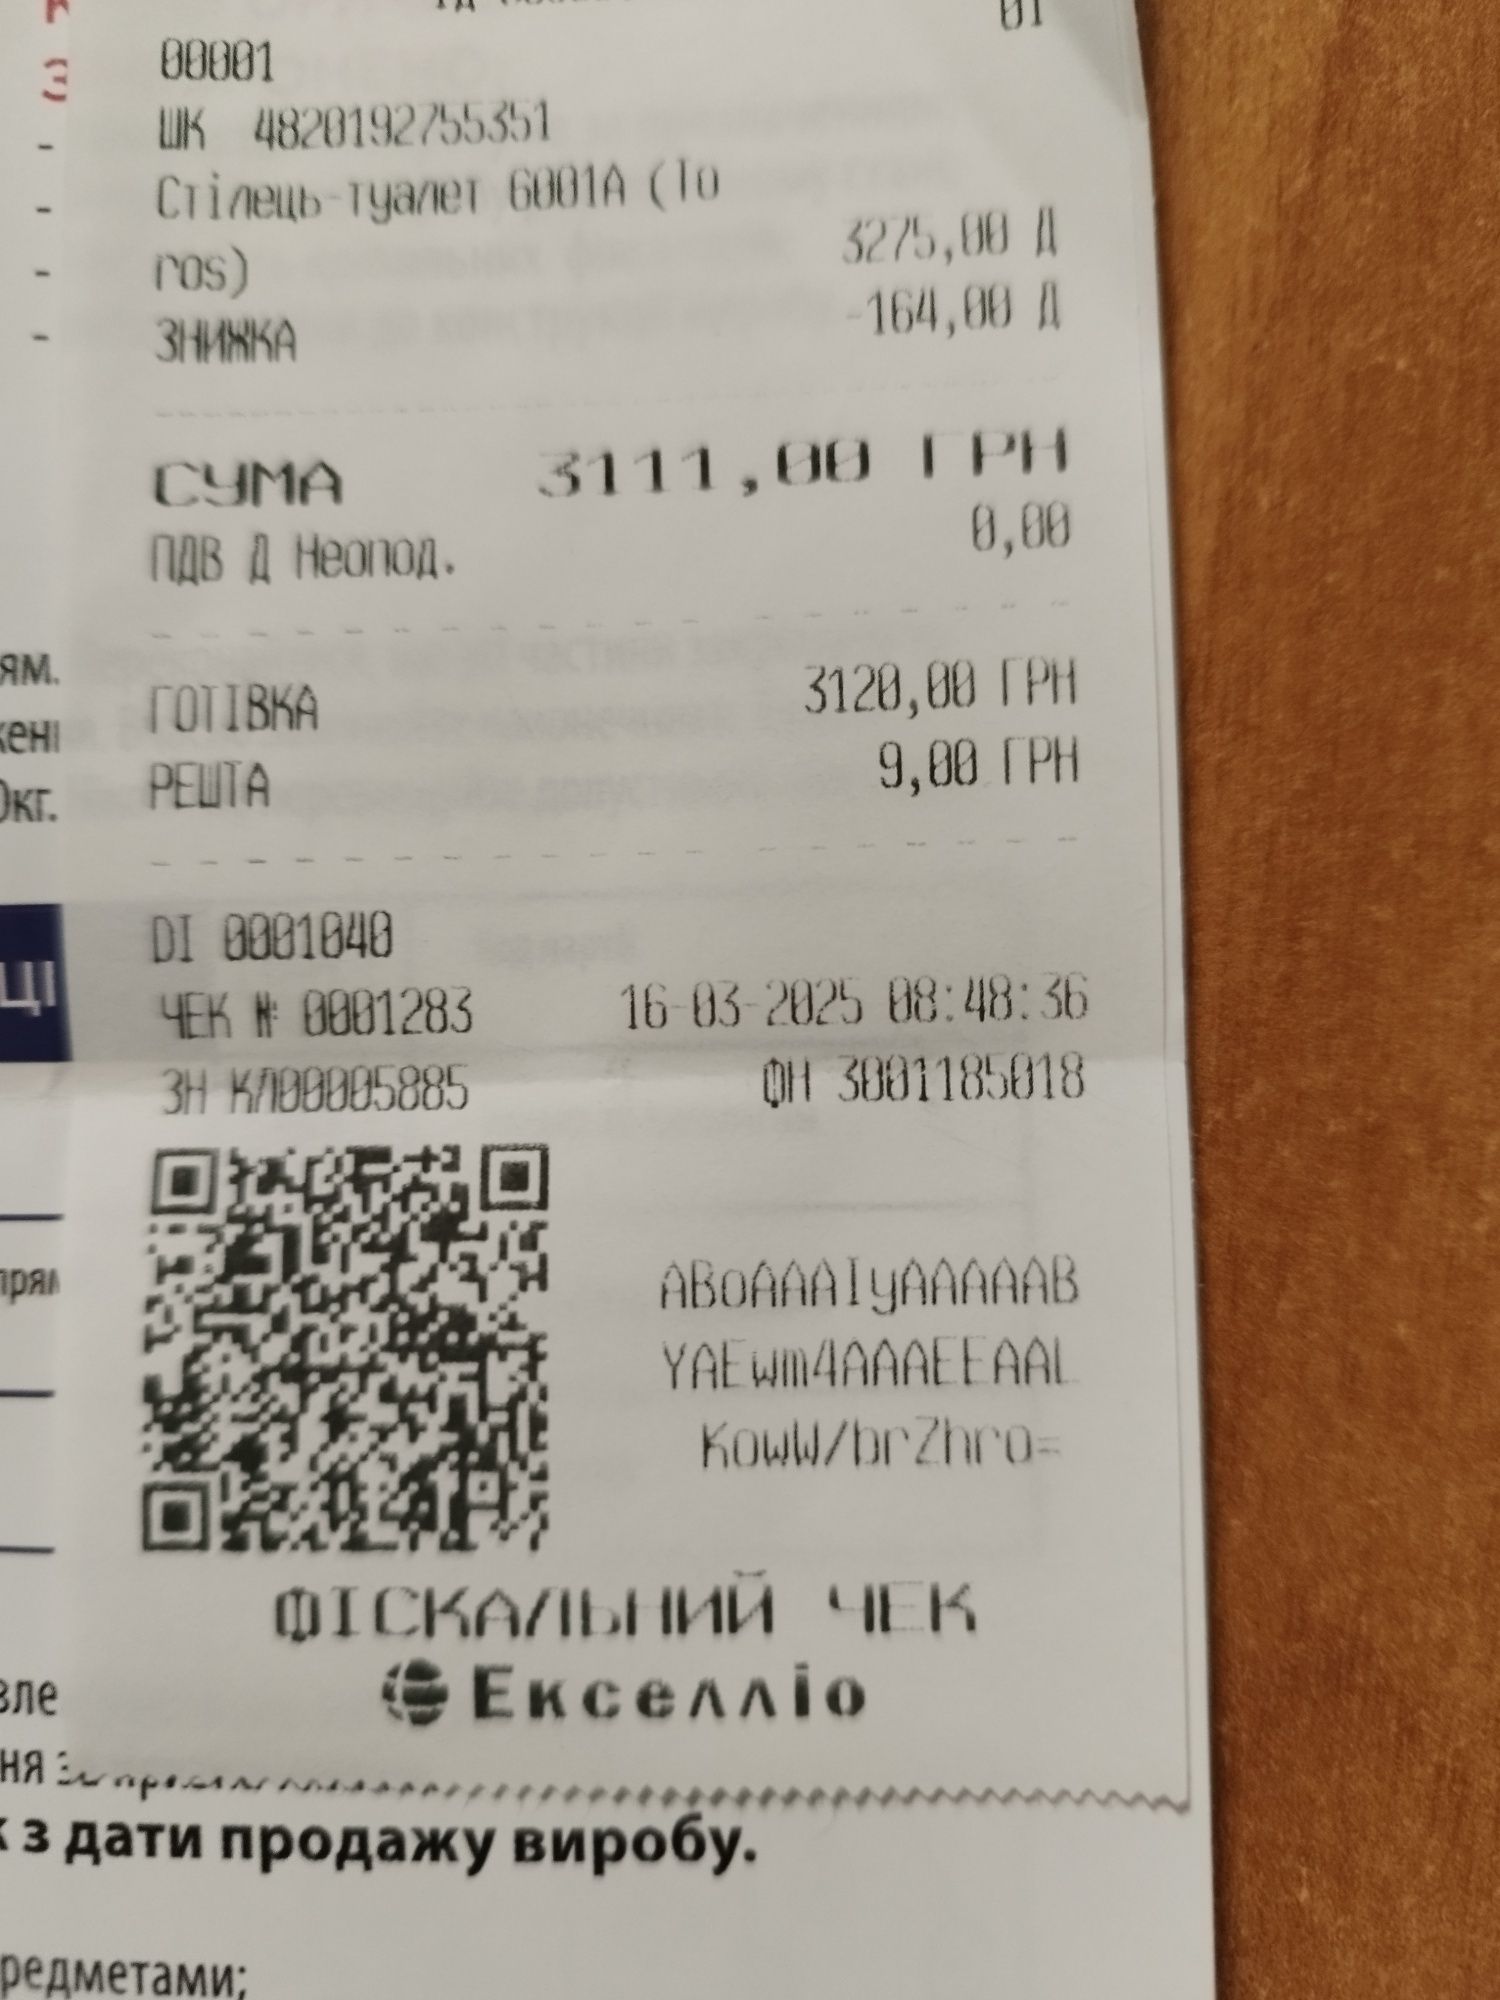 01
00001
ШК 4820192755351
Стілець-туалет 6001А (To
ros) 3275,00 Д
ЗНИЖКА -164,00 Д
СУМА 3111,00 ГРН
ПДВ Д Неопод. 0,00
ГОТІВКА 3120,00 ГРН
РЕШТА 9,00 ГРН
DI 0001040
ЧЕК № 0001283 16-03-2025 08:48:36
ЗН КЛ00005885 ФН 3001185018
ABoAAAIyAAAAAB
YAEwm4AAAEEAAL
KowW/brZhro=
ФІСКАЛЬНИЙ ЧЕК
Екселліо
з дати продажу виробу.
редметами;